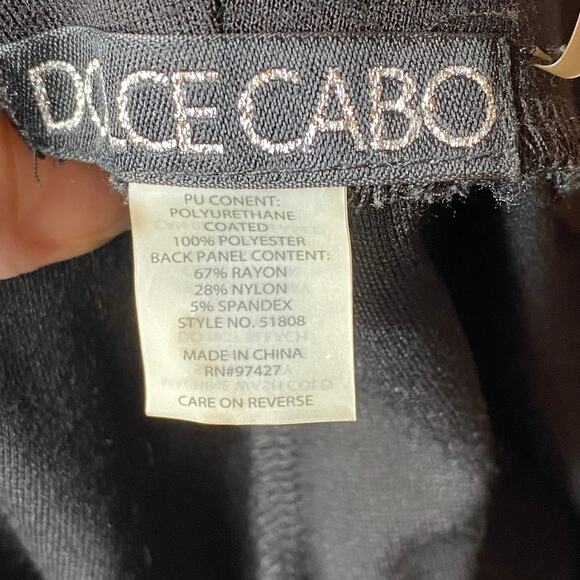 DOLCE CABO
PU CONENT:
POLYURETHANE
COATED
100% POLYESTER
BACK PANEL CONTENT:
67% RAYON
28% NYLON
5% SPANDEX
STYLE NO. 51808
MADE IN CHINA
RN#97427
CARE ON REVERSE